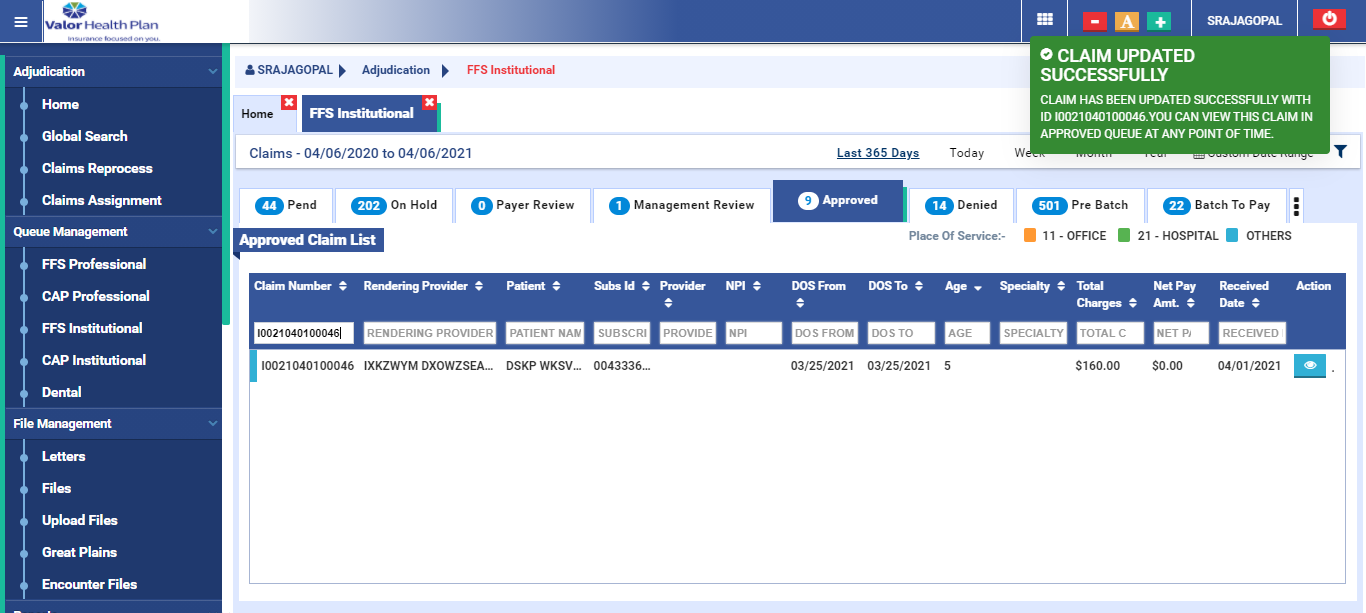 Valor Health Plan
Insurance focused on you.
A
SRAJAGOPAL
CLAIM UPDATED
SUCCESSFULLY
CLAIM HAS BEEN UPDATED SUCCESSFULLY WITH
ID I0021040100046.YOU CAN VIEW THIS CLAIM IN
APPROVED QUEUE AT ANY POINT OF TIME.
Adjudication
Home
Global Search
Claims Reprocess
Claims Assignment
Queue Management
FFS Professional
CAP Professional
FFS Institutional
CAP Institutional
Dental
File Management
Letters
Files
Upload Files
Great Plains
Encounter Files
SRAJAGOPAL Adjudication FFS Institutional
Home FFS Institutional
Claims - 04/06/2020 to 04/06/2021 Last 365 Days Today Week Month Year Custom Date Range
44 Pend 202 On Hold 0 Payer Review 1 Management Review 9 Approved 14 Denied 501 Pre Batch 22 Batch To Pay
Approved Claim List Place Of Service:- 11 - OFFICE 21 - HOSPITAL OTHERS
Claim Number Rendering Provider Patient Subs Id Provider NPI DOS From DOS To Age Specialty Total Net Pay Received Action
Charges Amt. Date
I0021040100046 RENDERING PROVIDER PATIENT NAM SUBSCRI PROVIDE NPI DOS FROM DOS TO AGE SPECIALTY TOTAL C NET PA RECEIVED
I0021040100046 IXKZWYM DXOWZSEA... DSKP WKSV... 0043336... 03/25/2021 03/25/2021 5 $160.00 $0.00 04/01/2021 .